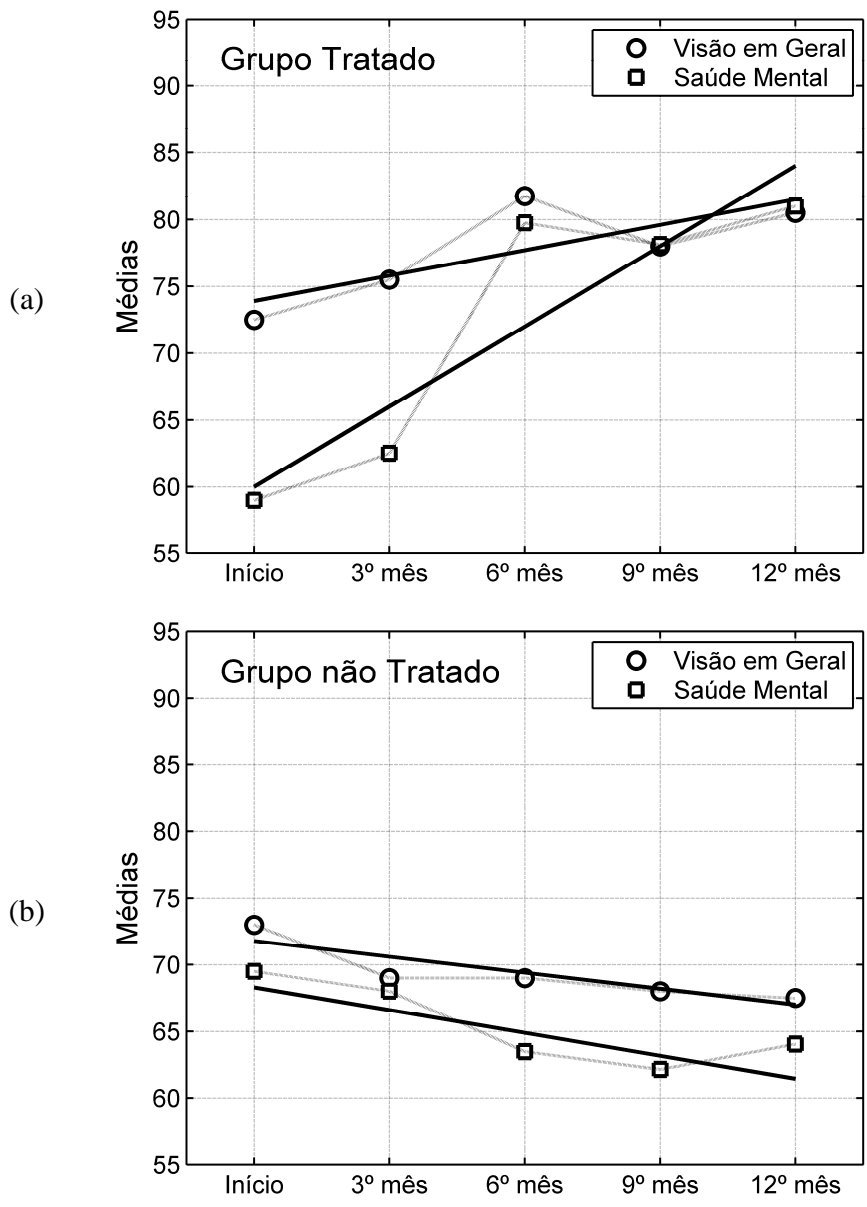 (a)
Grupo Tratado
Visão em Geral
Saúde Mental
Médias
95
90
85
80
75
70
65
60
55
Início 3º mês 6º mês 9º mês 12º mês
(b)
Grupo não Tratado
Visão em Geral
Saúde Mental
Médias
95
90
85
80
75
70
65
60
55
Início 3º mês 6º mês 9º mês 12º mês